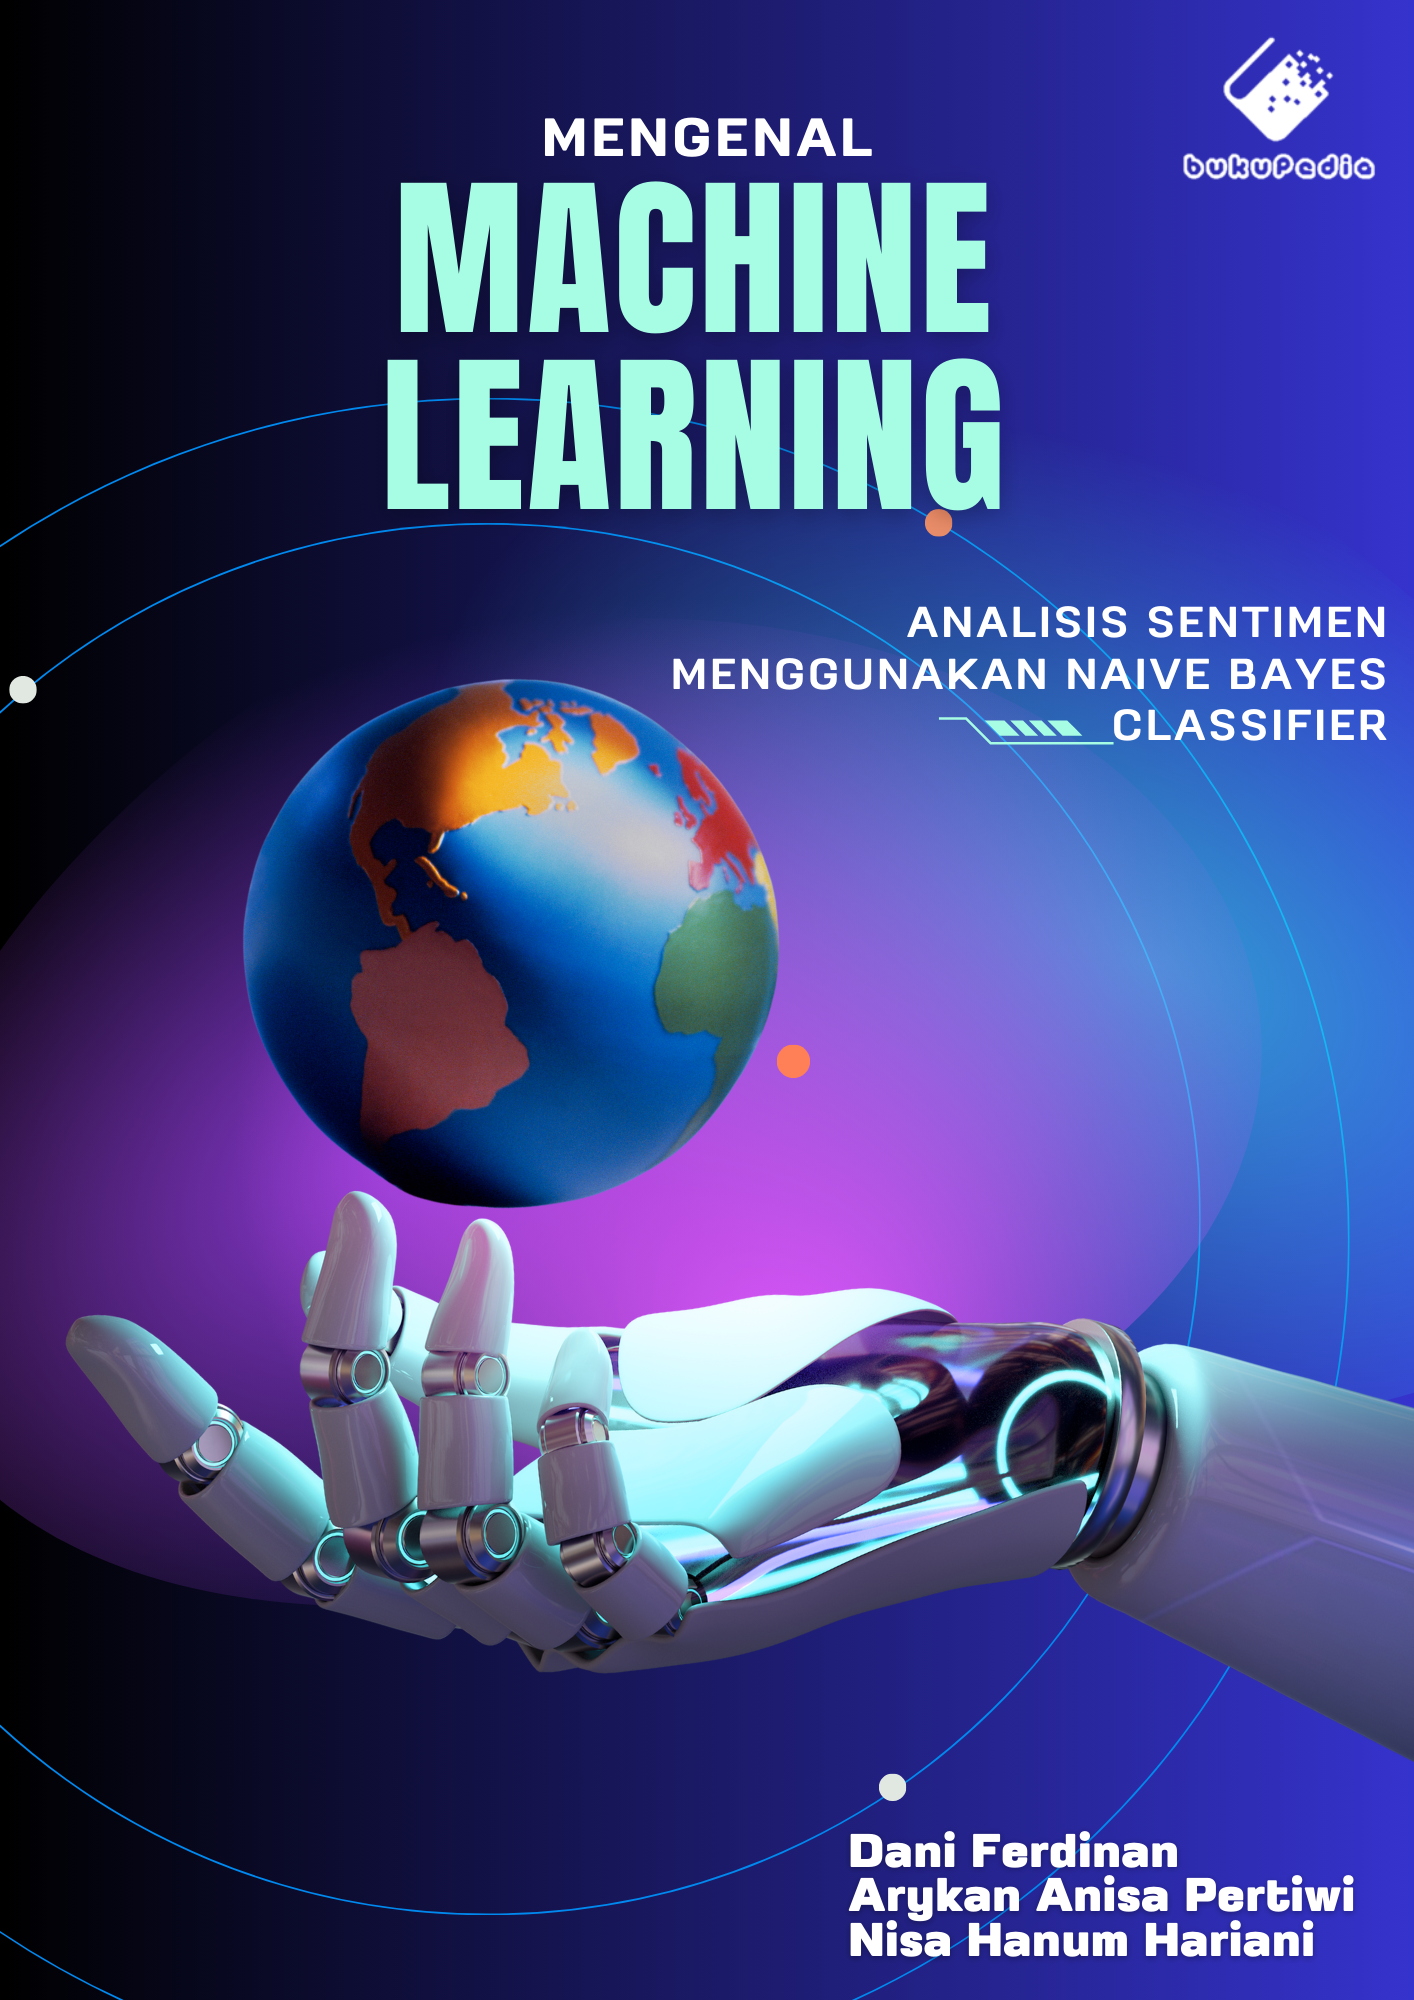 bukupedia
MENGENAL
MACHINE
LEARNING
ANALISIS SENTIMEN
MENGGUNAKAN NAIVE BAYES
CLASSIFIER
Dani Ferdinan
Arykan Anisa Pertiwi
Nisa Hanum Hariani